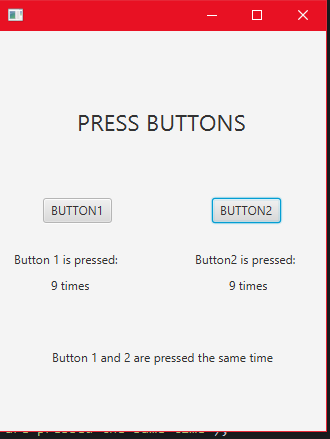 PRESS BUTTONS
BUTTON1 BUTTON2
Button 1 is pressed: Button2 is pressed:
9 times 9 times
Button 1 and 2 are pressed the same time